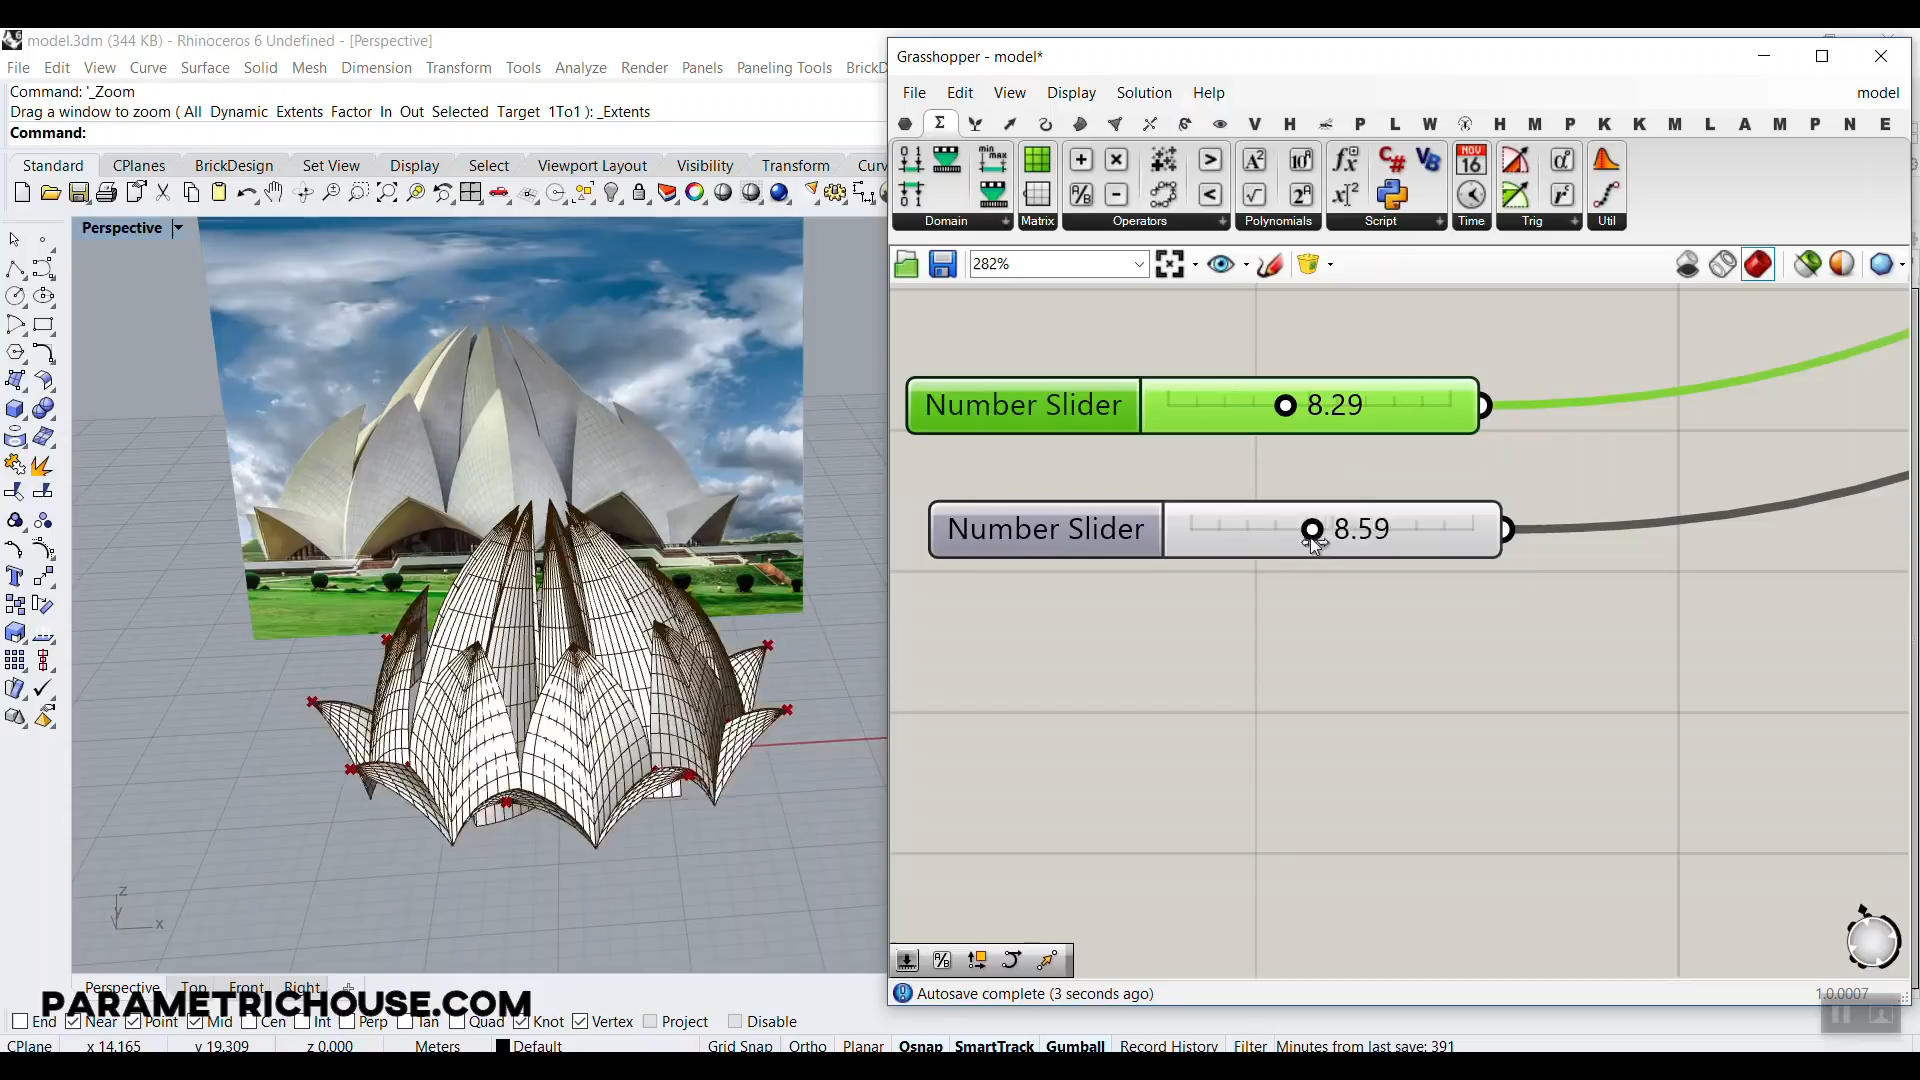 model.3dm (344 KB) - Rhinoceros 6 Undefined - [Perspective]
File Edit View Curve Surface Solid Mesh Dimension Transform Tools Analyze Render Panels Paneling Tools BrickD
Command: '_Zoom
Drag a window to zoom ( All Dynamic Extents Factor In Out Selected Target 1To1 ): _Extents
Command:
Standard CPlanes BrickDesign Set View Display Select Viewport Layout Visibility Transform Curv
Perspective
z
y
x
Perspective Top Front Right
PARAMETRICHOUSE.COM
End Near Point Mid Cen Int Perp Tan Quad Knot Vertex Project Disable
CPlane x 14.165 y 19.309 z 0.000 Meters Default Grid Snap Ortho Planar Osnap SmartTrack Gumball Record History Filter Minutes from last save: 391
Grasshopper - model*
File Edit View Display Solution Help model
Σ V H P L W H M P K K M L A M P N E
Domain Matrix Operators Polynomials Script Time Trig Util
282%
Number Slider 8.29
Number Slider 8.59
Autosave complete (3 seconds ago)
1.0.0007